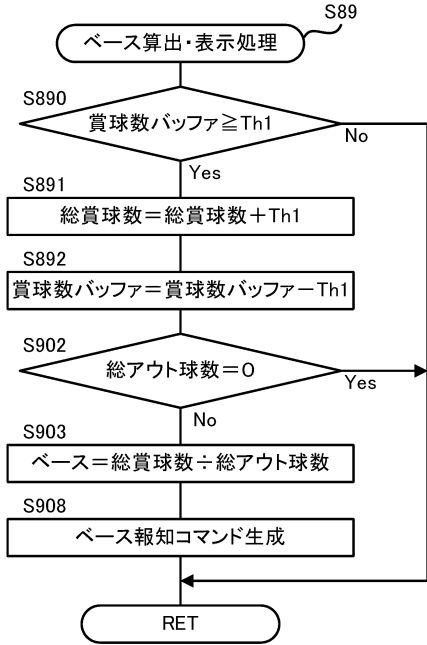 S89
ベース算出・表示処理
S890
賞球数バッファ≧Th1
No
Yes
S891
総賞球数=総賞球数+Th1
S892
賞球数バッファ=賞球数バッファ-Th1
S902
総アウト球数=0
Yes
No
S903
ベース=総賞球数÷総アウト球数
S908
ベース報知コマンド生成
RET